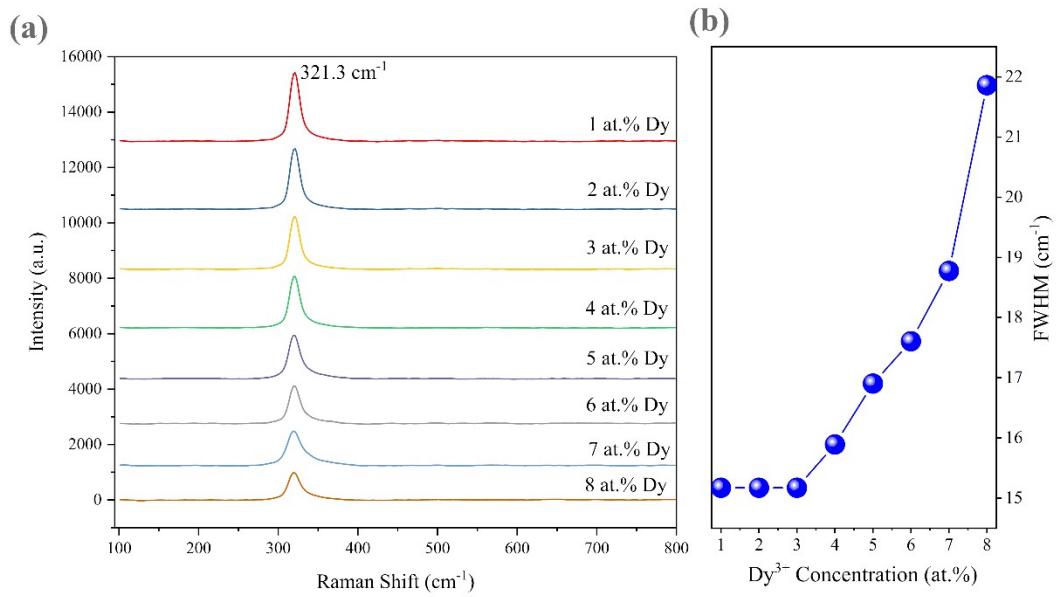 (a)
16000
14000
12000
10000
8000
6000
4000
2000
0
Intensity (a.u.)
321.3 cm⁻¹
1 at.% Dy
2 at.% Dy
3 at.% Dy
4 at.% Dy
5 at.% Dy
6 at.% Dy
7 at.% Dy
8 at.% Dy
100 200 300 400 500 600 700 800
Raman Shift (cm⁻¹)
(b)
22
21
20
19
18
17
16
15
FWHM (cm⁻¹)
1 2 3 4 5 6 7 8
Dy³⁺ Concentration (at.%)